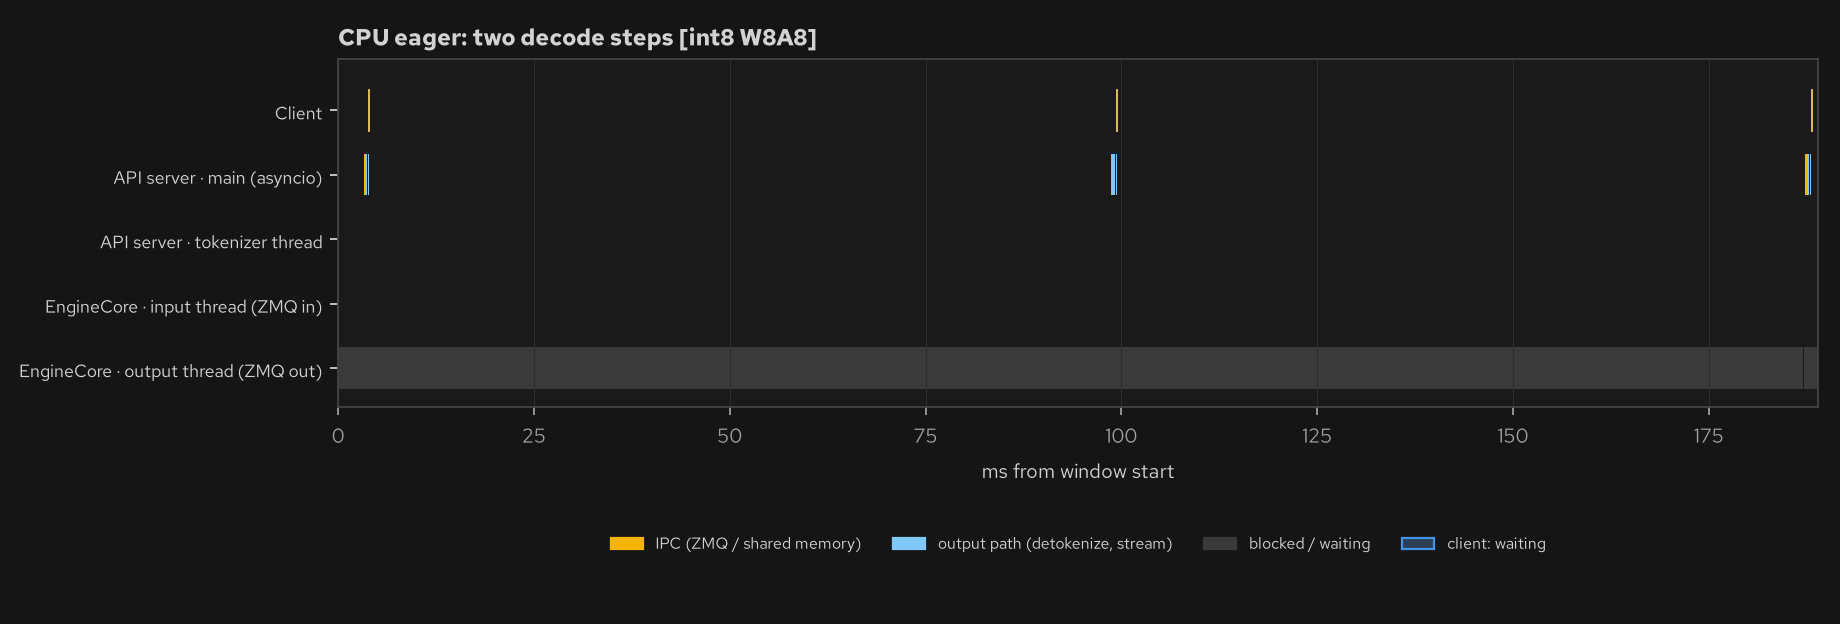 CPU eager: two decode steps [int8 W8A8]
Client
API server · main (asyncio)
API server · tokenizer thread
EngineCore · input thread (ZMQ in)
EngineCore · output thread (ZMQ out)
0 25 50 75 100 125 150 175
ms from window start
IPC (ZMQ / shared memory) output path (detokenize, stream) blocked / waiting client: waiting